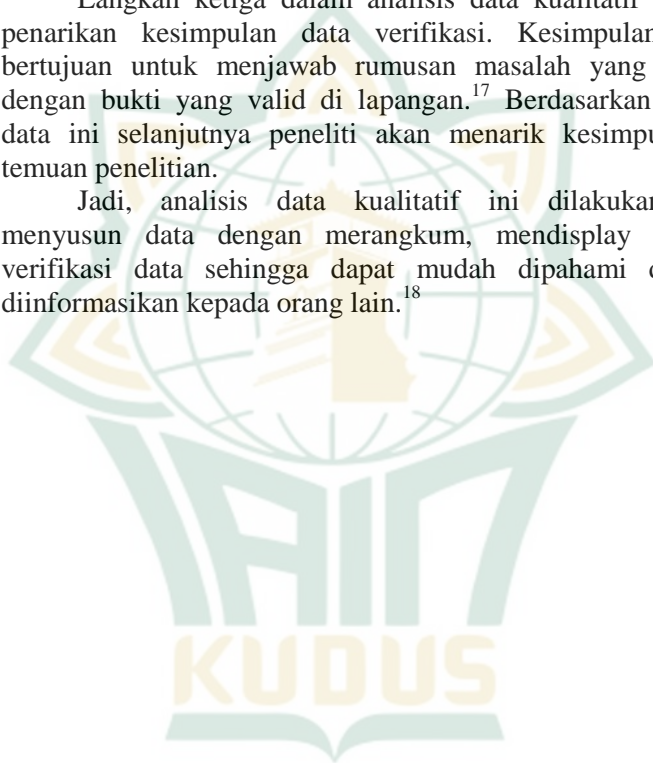 Langkah ketiga dalam analisis data kualitatif
penarikan kesimpulan data verifikasi. Kesimpulan
bertujuan untuk menjawab rumusan masalah yang
dengan bukti yang valid di lapangan.17 Berdasarkan
data ini selanjutnya peneliti akan menarik
temuan penelitian.
Jadi, analisis data kualitatif ini
menyusun data dengan merangkum, mendisplay
verifikasi data sehingga dapat mudah dipahami
diinformasikan kepada orang lain.18
IAIN
KUDUS